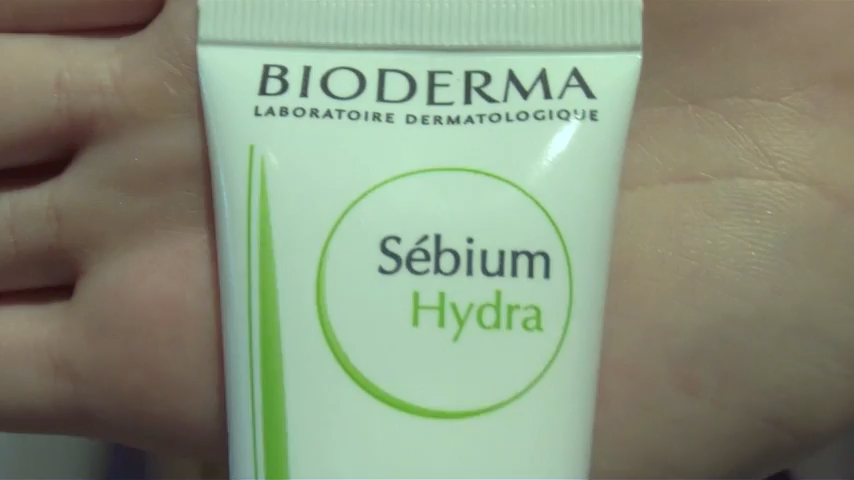 BIODERMA
LABORATOIRE DERMATOLOGIQUE
Sébium
Hydra